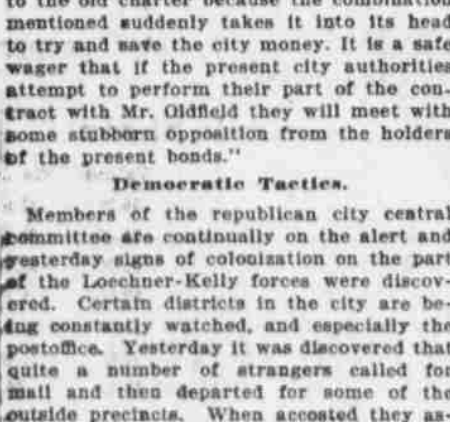 to the old charter because the combination
mentioned suddenly takes it into its head
to try and save the city money. It is a safe
wager that if the present city authorities
attempt to perform their part of the con-
tract with Mr. Oldfield they will meet with
some stubborn opposition from the holders
of the present bonds."
Democratic Tactics.
Members of the republican city central
committee are continually on the alert and
yesterday signs of colonization on the part
of the Loechner-Kelly forces were discov-
ered. Certain districts in the city are be-
ing constantly watched, and especially the
postoffice. Yesterday it was discovered that
quite a number of strangers called for
mail and then departed for some of the
outside precincts. When accosted they as-